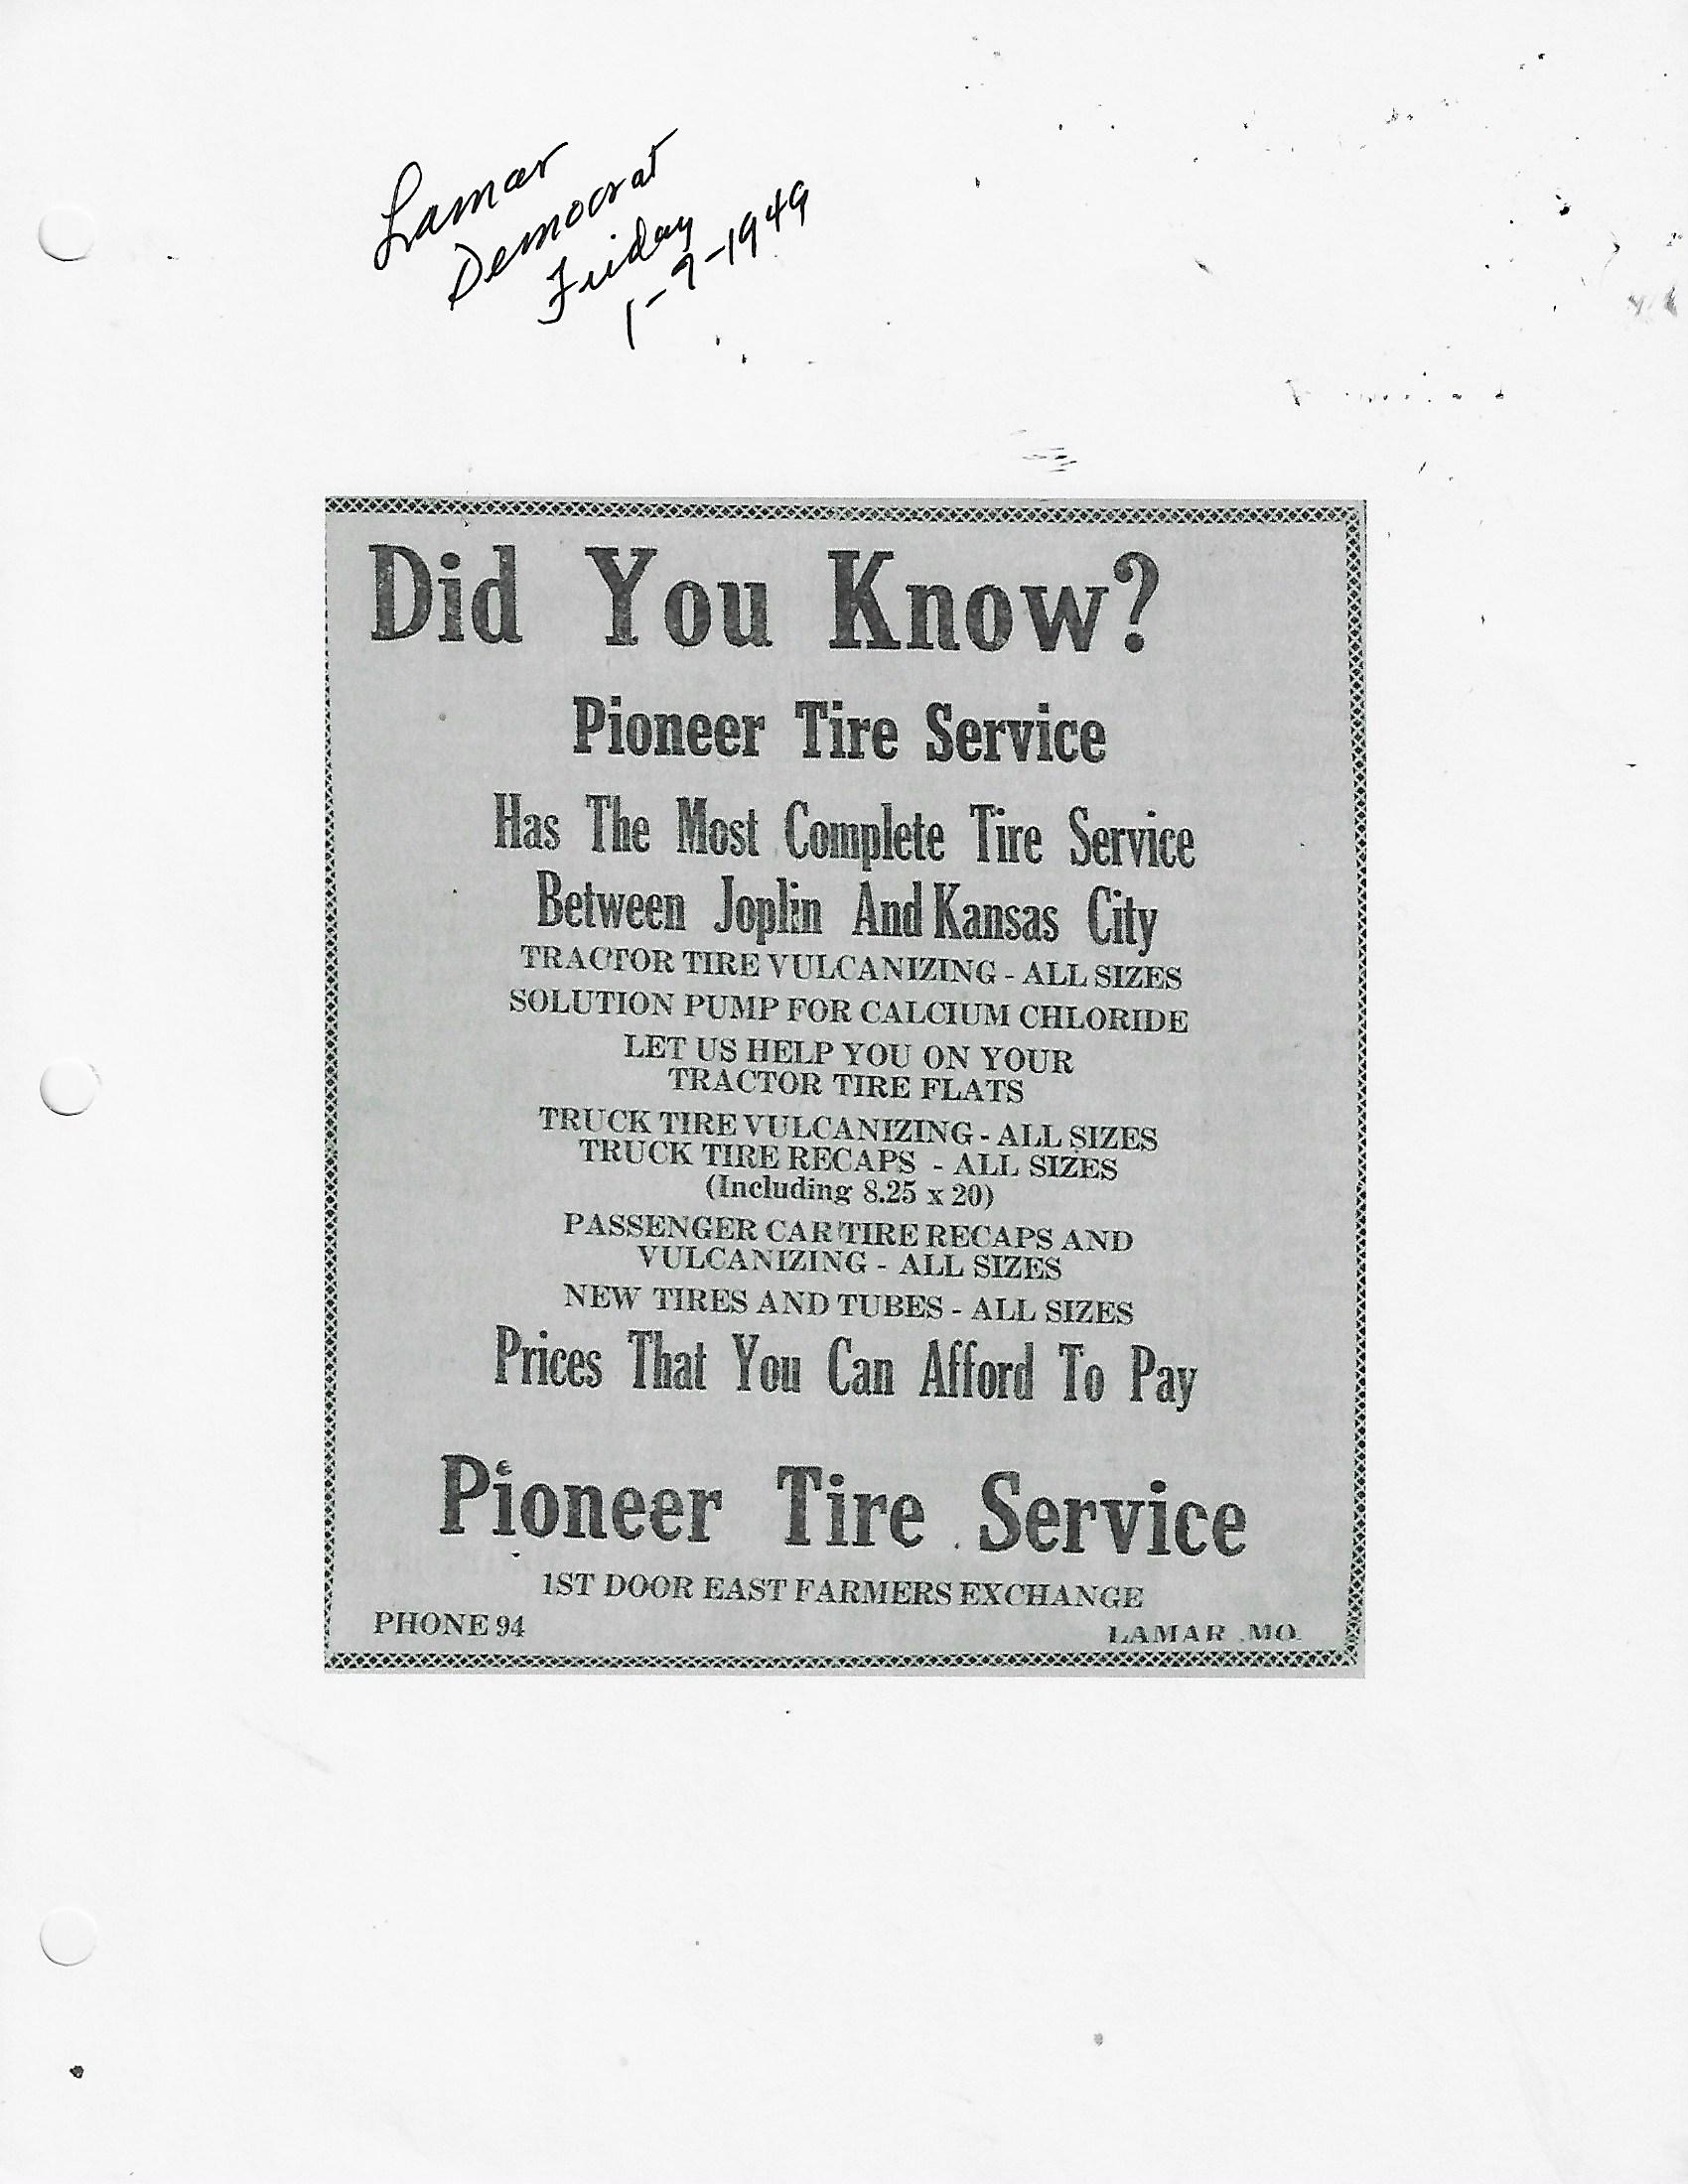 Lamar
Democrat
Friday
1-7-1949
Did You Know?
Pioneer Tire Service
Has The Most Complete Tire Service
Between Joplin And Kansas City
TRACTOR TIRE VULCANIZING - ALL SIZES
SOLUTION PUMP FOR CALCIUM CHLORIDE
LET US HELP YOU ON YOUR
TRACTOR TIRE FLATS
TRUCK TIRE VULCANIZING - ALL SIZES
TRUCK TIRE RECAPS - ALL SIZES
(Including 8.25 x 20)
PASSENGER CAR TIRE RECAPS AND
VULCANIZING - ALL SIZES
NEW TIRES AND TUBES - ALL SIZES
Prices That You Can Afford To Pay
Pioneer Tire Service
1ST DOOR EAST FARMERS EXCHANGE
PHONE 94 LAMAR, MO.